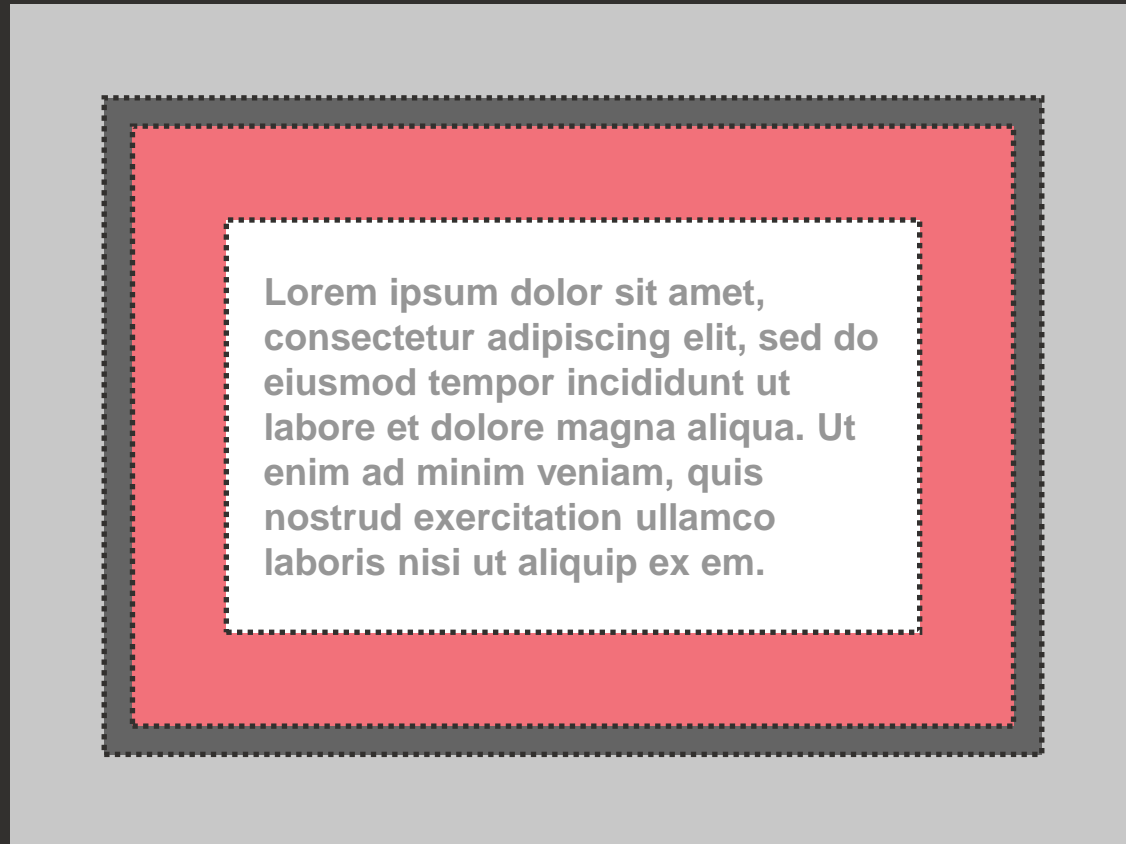 Lorem ipsum dolor sit amet,
consectetur adipiscing elit, sed do
eiusmod tempor incididunt ut
labore et dolore magna aliqua. Ut
enim ad minim veniam, quis
nostrud exercitation ullamco
laboris nisi ut aliquip ex em.